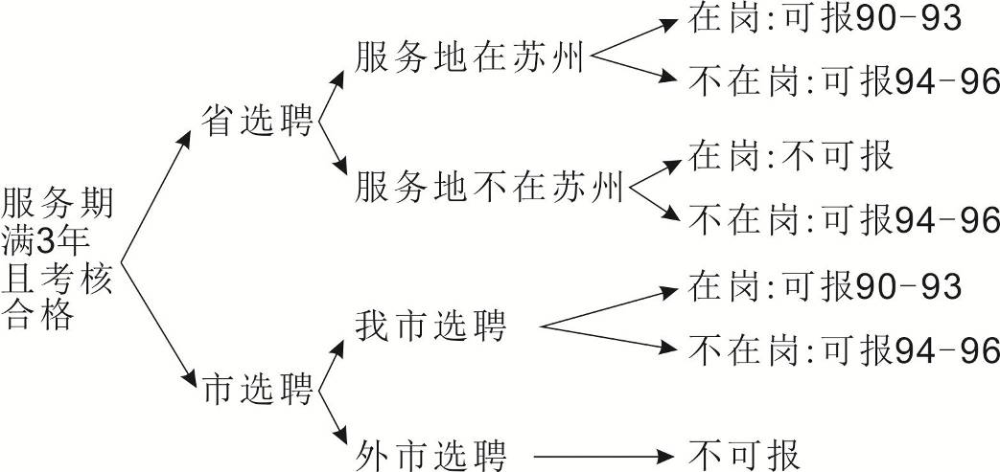 服务期
满3年
且考核
合格
省选聘
服务地在苏州
在岗:可报90-93
不在岗:可报94-96
服务地不在苏州
在岗:不可报
不在岗:可报94-96
市选聘
我市选聘
在岗:可报90-93
不在岗:可报94-96
外市选聘
不可报